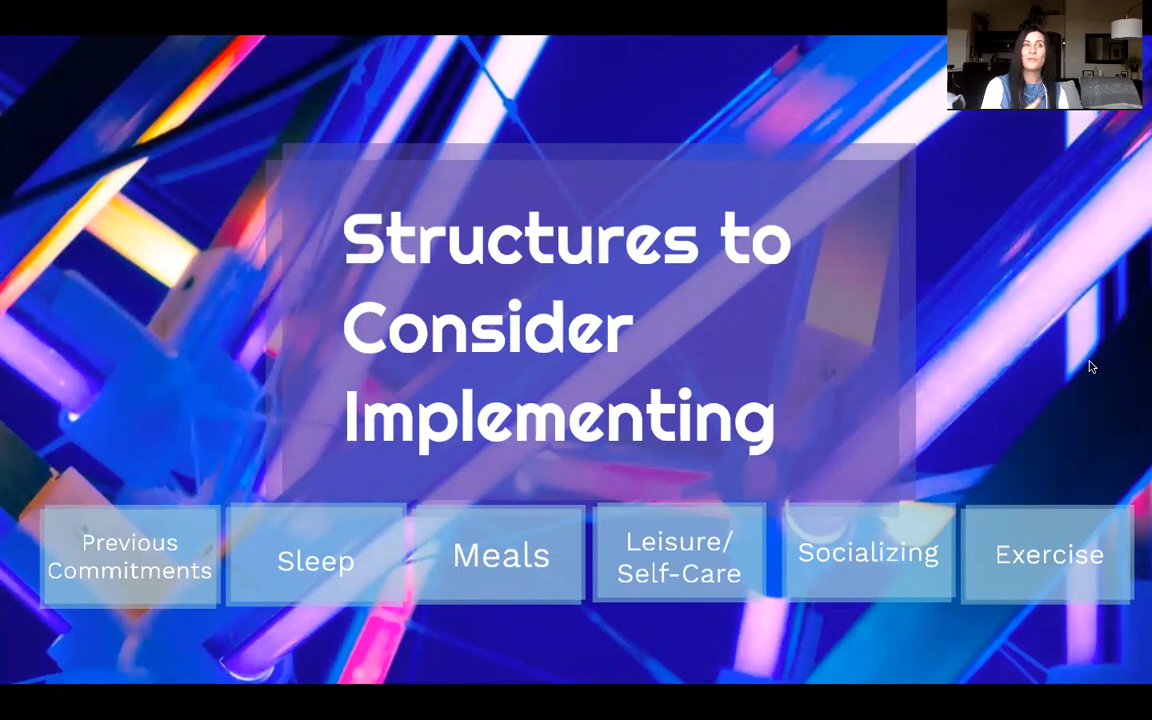 Structures to
Consider
Implementing
Previous
Commitments
Sleep
Meals
Leisure/
Self-Care
Socializing
Exercise